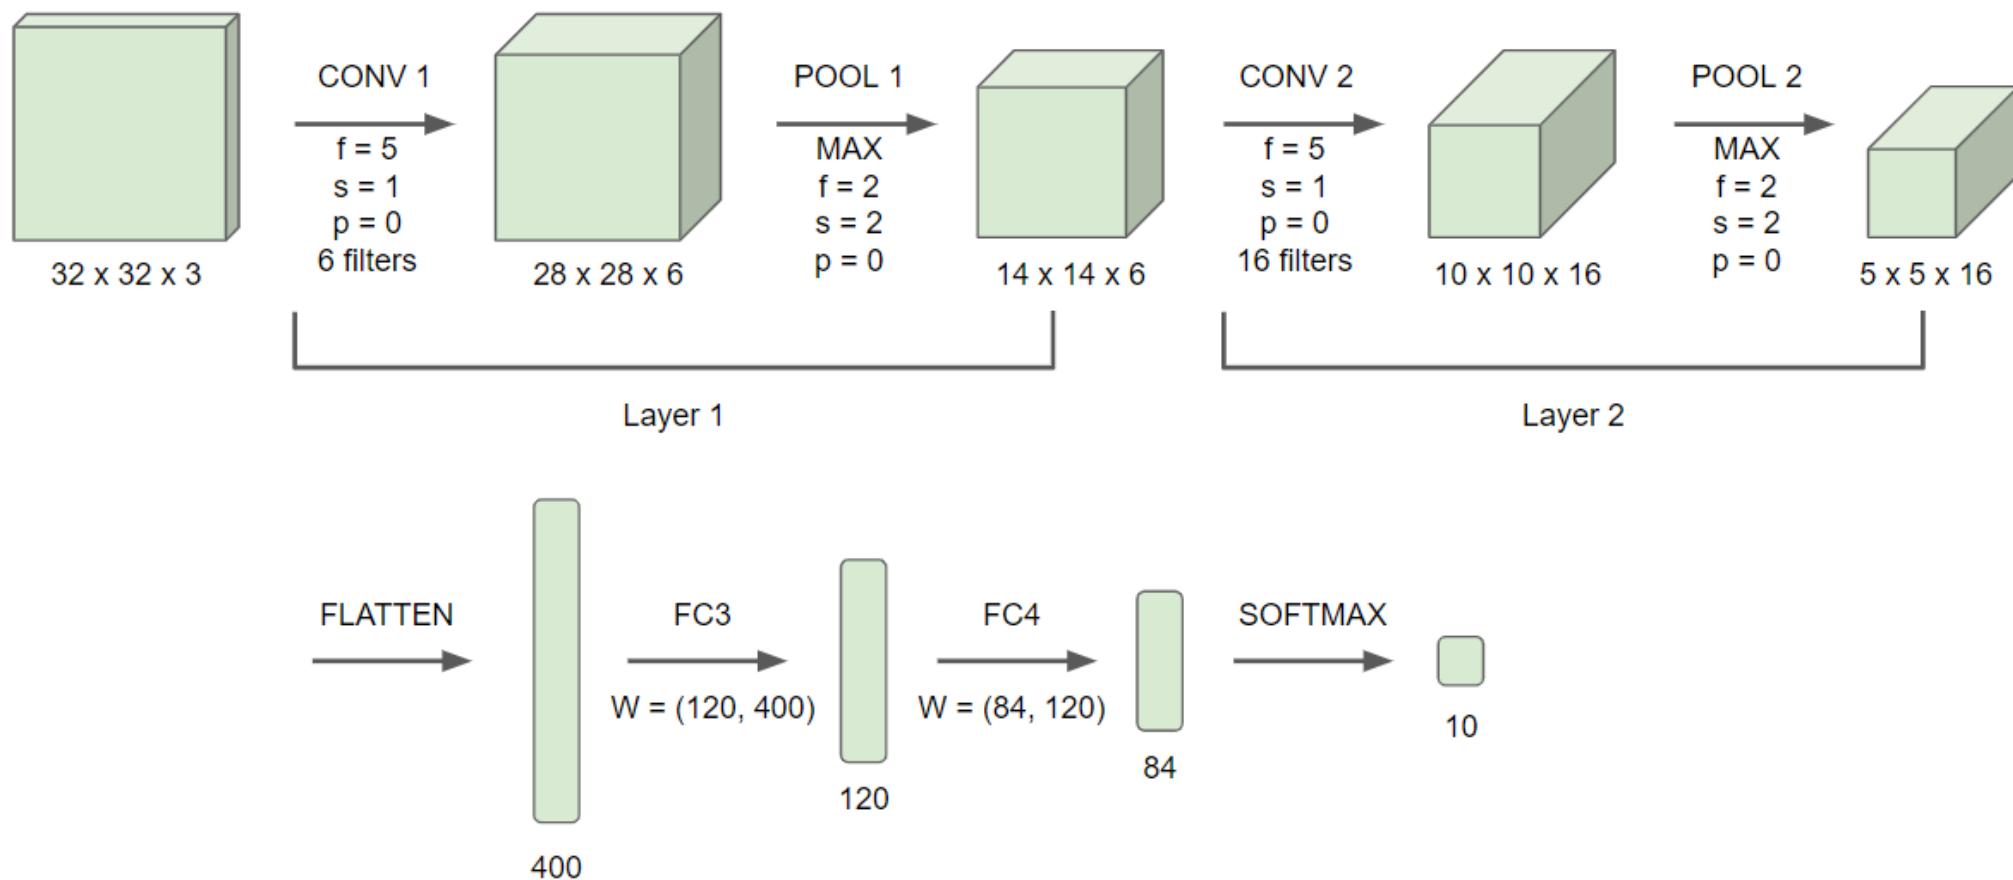 CONV 1
f = 5
s = 1
p = 0
6 filters
32 x 32 x 3
28 x 28 x 6
POOL 1
MAX
f = 2
s = 2
p = 0
14 x 14 x 6
CONV 2
f = 5
s = 1
p = 0
16 filters
10 x 10 x 16
POOL 2
MAX
f = 2
s = 2
p = 0
5 x 5 x 16
Layer 1
Layer 2
FLATTEN
400
FC3
W = (120, 400)
120
FC4
W = (84, 120)
84
SOFTMAX
10